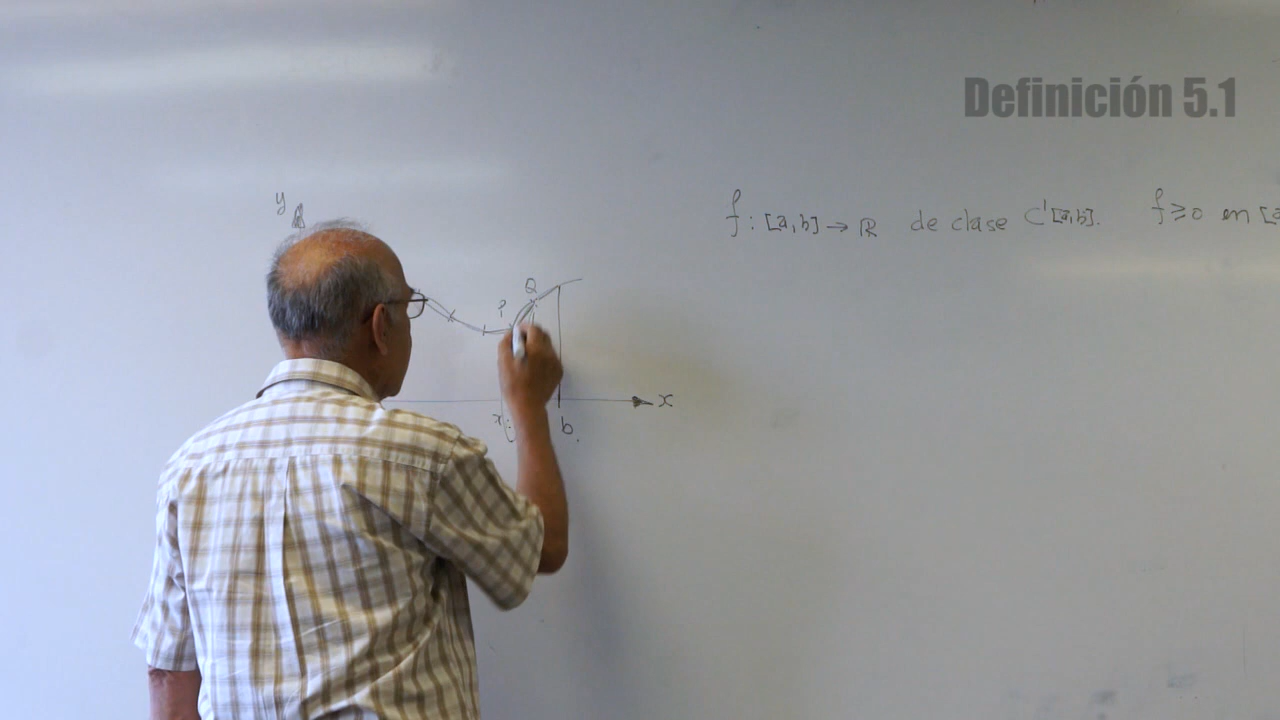 Definición 5.1
f : [a,b] → ℝ de clase C¹[a,b]. f ≥ 0 en [a
y
Q
P
x
b.